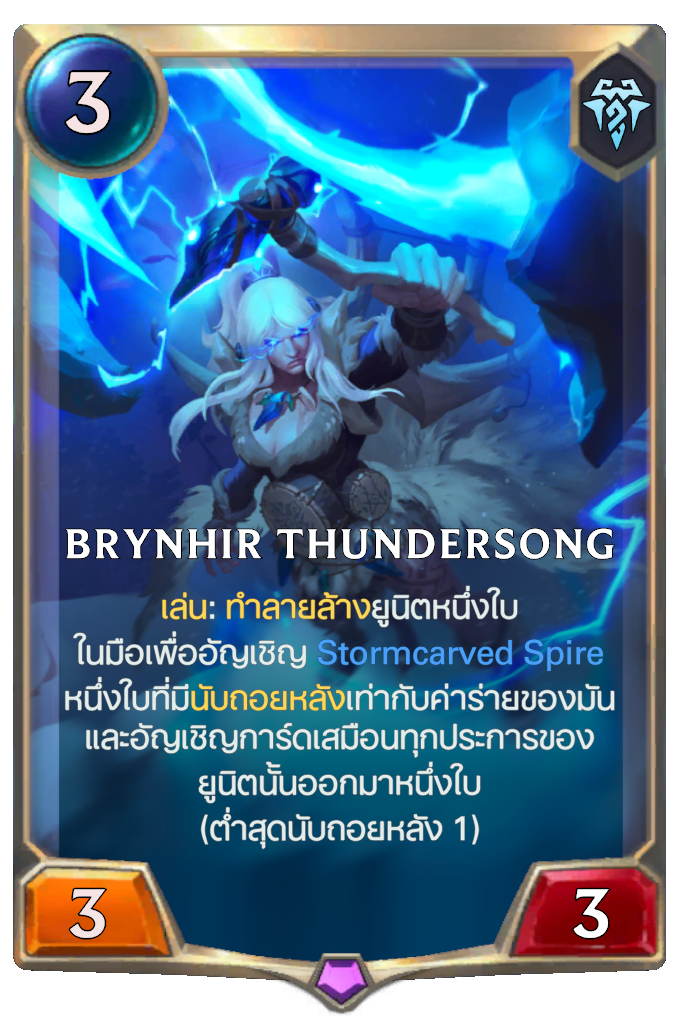 3
BRYNHIR THUNDERSONG
เล่น: ทำลายล้างยูนิตหนึ่งใบ
ในมือเพื่ออัญเชิญ Stormcarved Spire
หนึ่งใบที่มีนับถอยหลังเท่ากับค่าร่ายของมัน
และอัญเชิญการ์ดเสมือนทุกประการของ
ยูนิตนั้นออกมาหนึ่งใบ
(ต่ำสุดนับถอยหลัง 1)
3
3